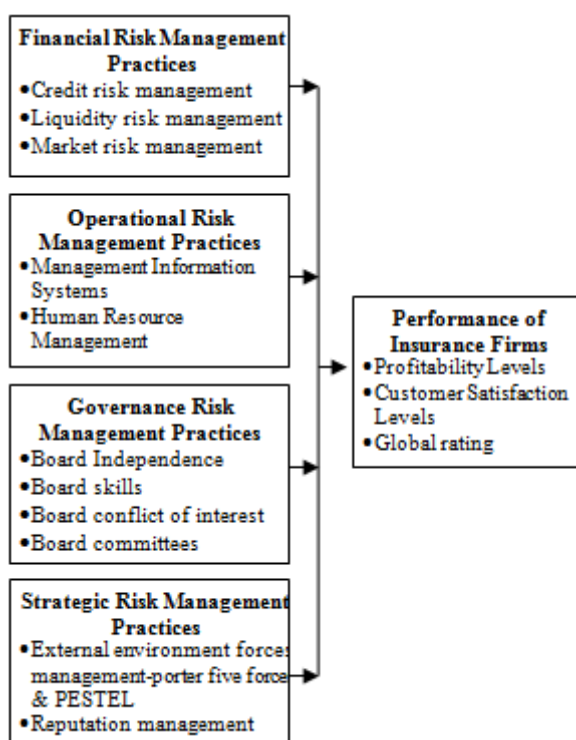 Financial Risk Management
Practices
•Credit risk management
•Liquidity risk management
•Market risk management
Operational Risk
Management Practices
•Management Information
Systems
•Human Resource
Management
Governance Risk
Management Practices
•Board Independence
•Board skills
•Board conflict of interest
•Board committees
Strategic Risk Management
Practices
•External environment forces
management-porter five force
& PESTEL
•Reputation management
Performance of
Insurance Firms
•Profitability Levels
•Customer Satisfaction
Levels
•Global rating